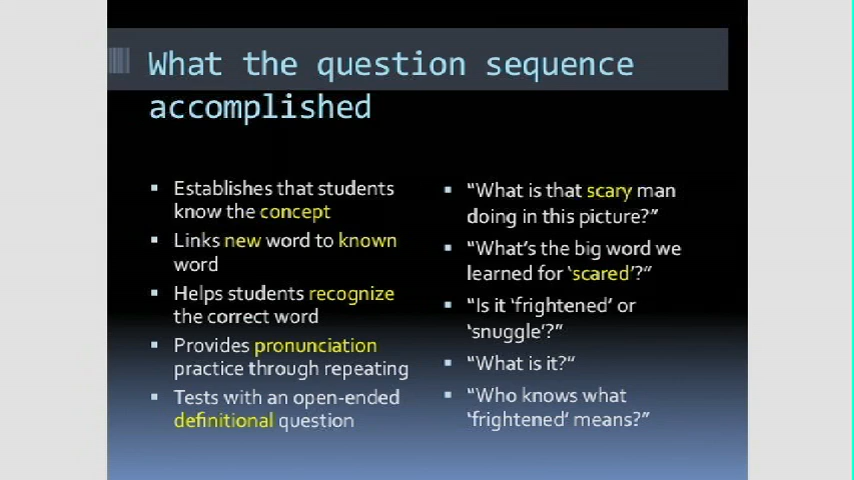 What the question sequence
accomplished
Establishes that students
know the concept
Links new word to known
word
Helps students recognize
the correct word
Provides pronunciation
practice through repeating
Tests with an open-ended
definitional question
“What is that scary man
doing in this picture?”
“What’s the big word we
learned for ‘scared’?”
“Is it ‘frightened’ or
‘snuggle’?”
“What is it?“
“Who knows what
‘frightened’ means?”